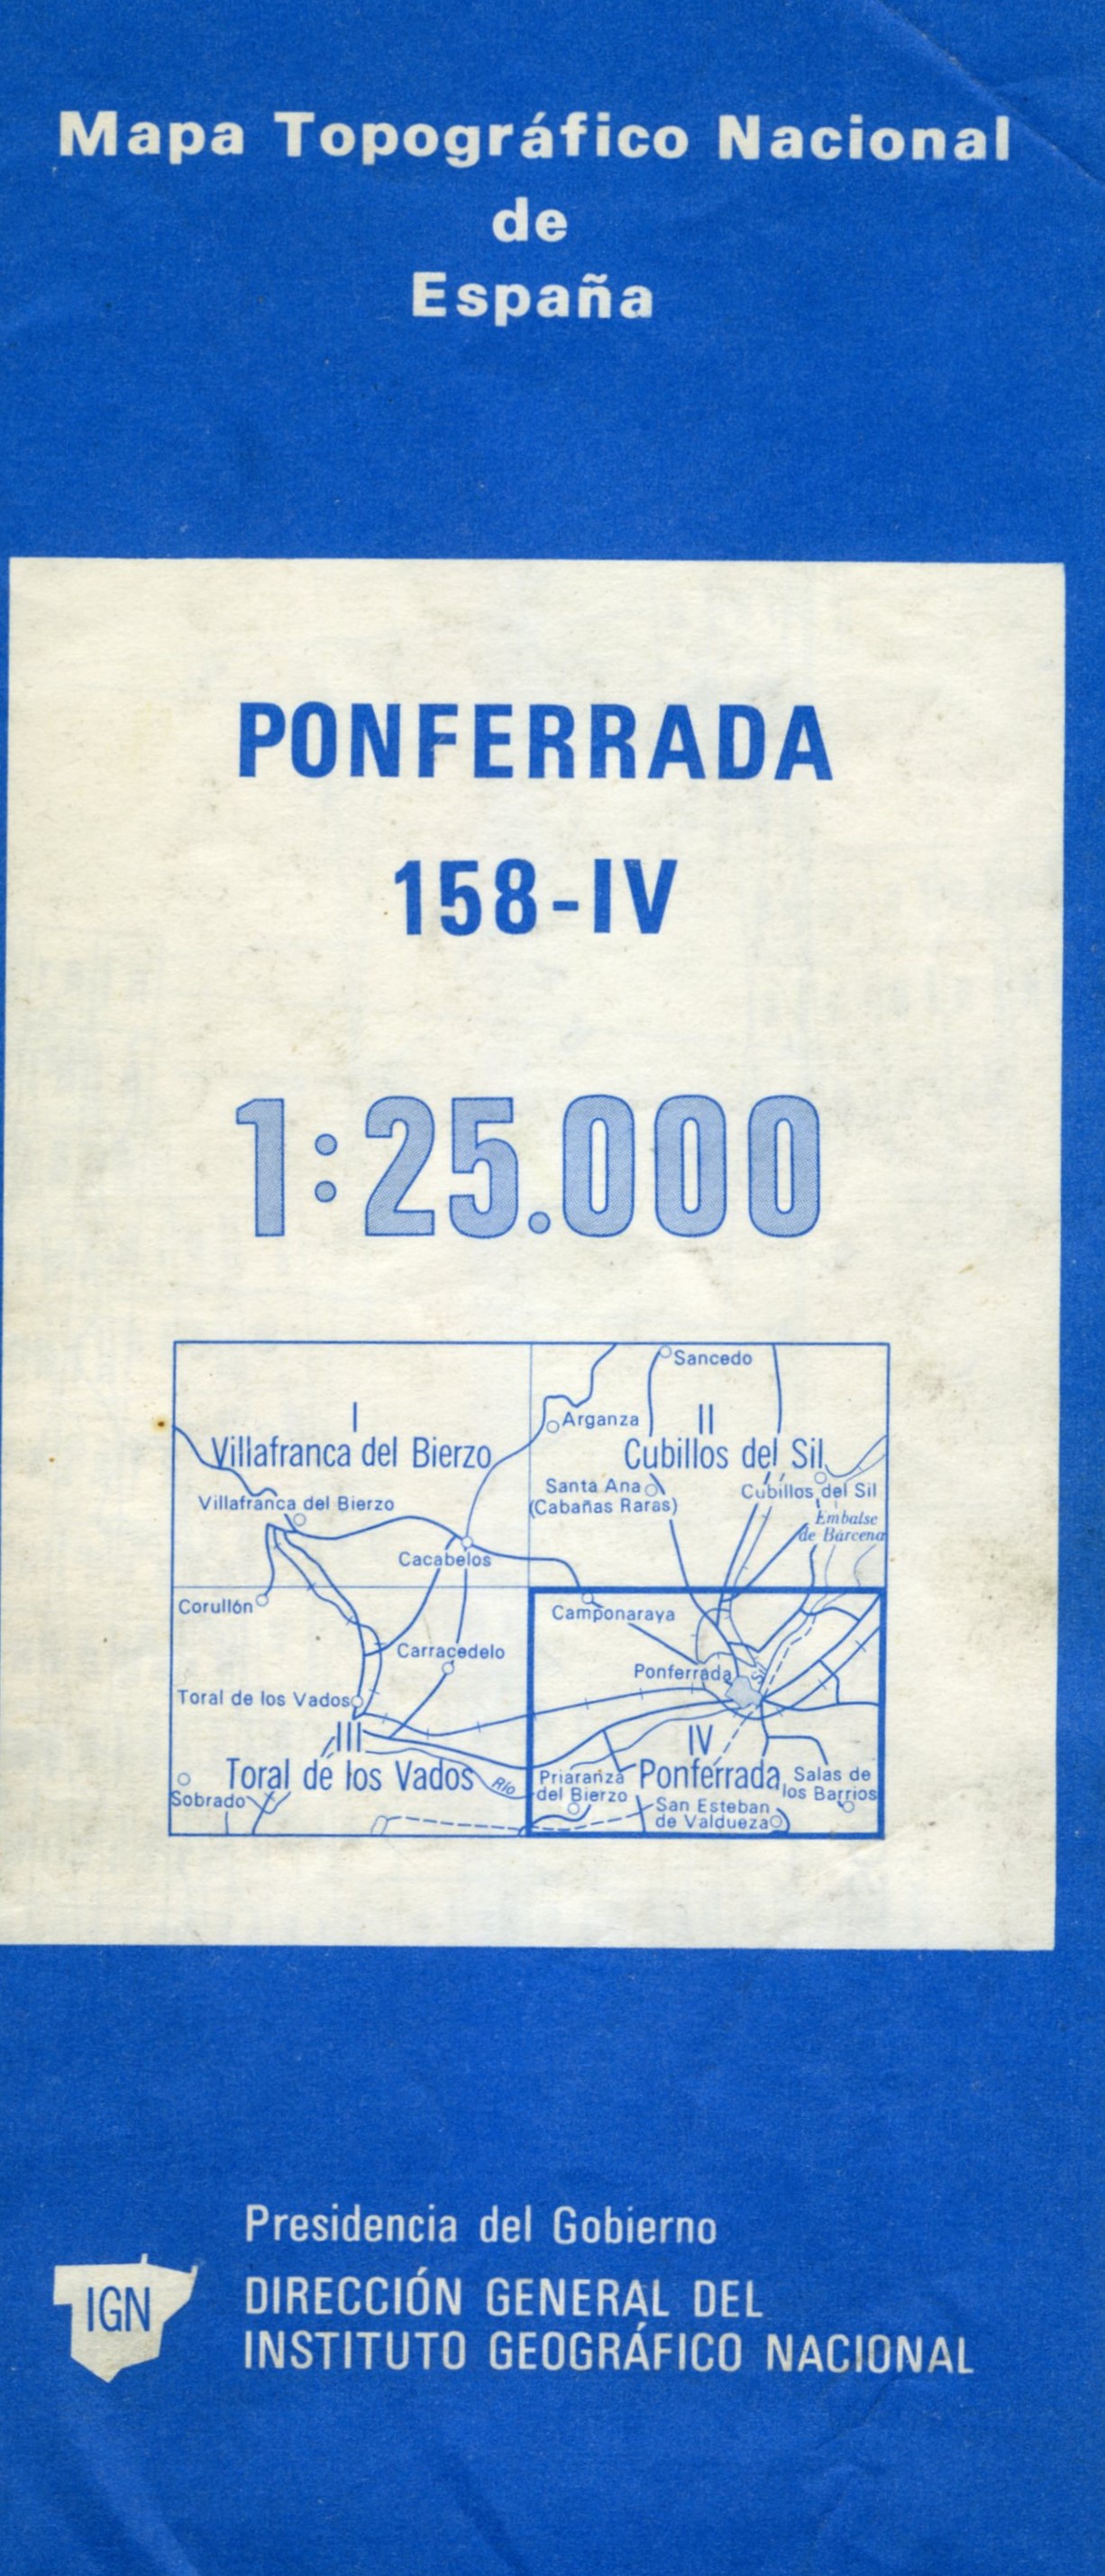 Mapa Topográfico Nacional
de
España
PONFERRADA
158-IV
1:25.000
I
Villafranca del Bierzo
Villafranca del Bierzo
Cacabelos
Sancedo
Arganza
II
Cubillos del Sil
Santa Ana
(Cabañas Raras)
Cubillos del Sil
Embalse
de Bárcena
Corullón
Carracedelo
Toral de los Vados
III
Toral de los Vados
Sobrado
Río
Camponaraya
Ponferrada
Sil
IV
Ponferrada
Priaranza
del Bierzo
Salas de
los Barrios
San Esteban
de Valdueza
IGN
Presidencia del Gobierno
DIRECCIÓN GENERAL DEL
INSTITUTO GEOGRÁFICO NACIONAL